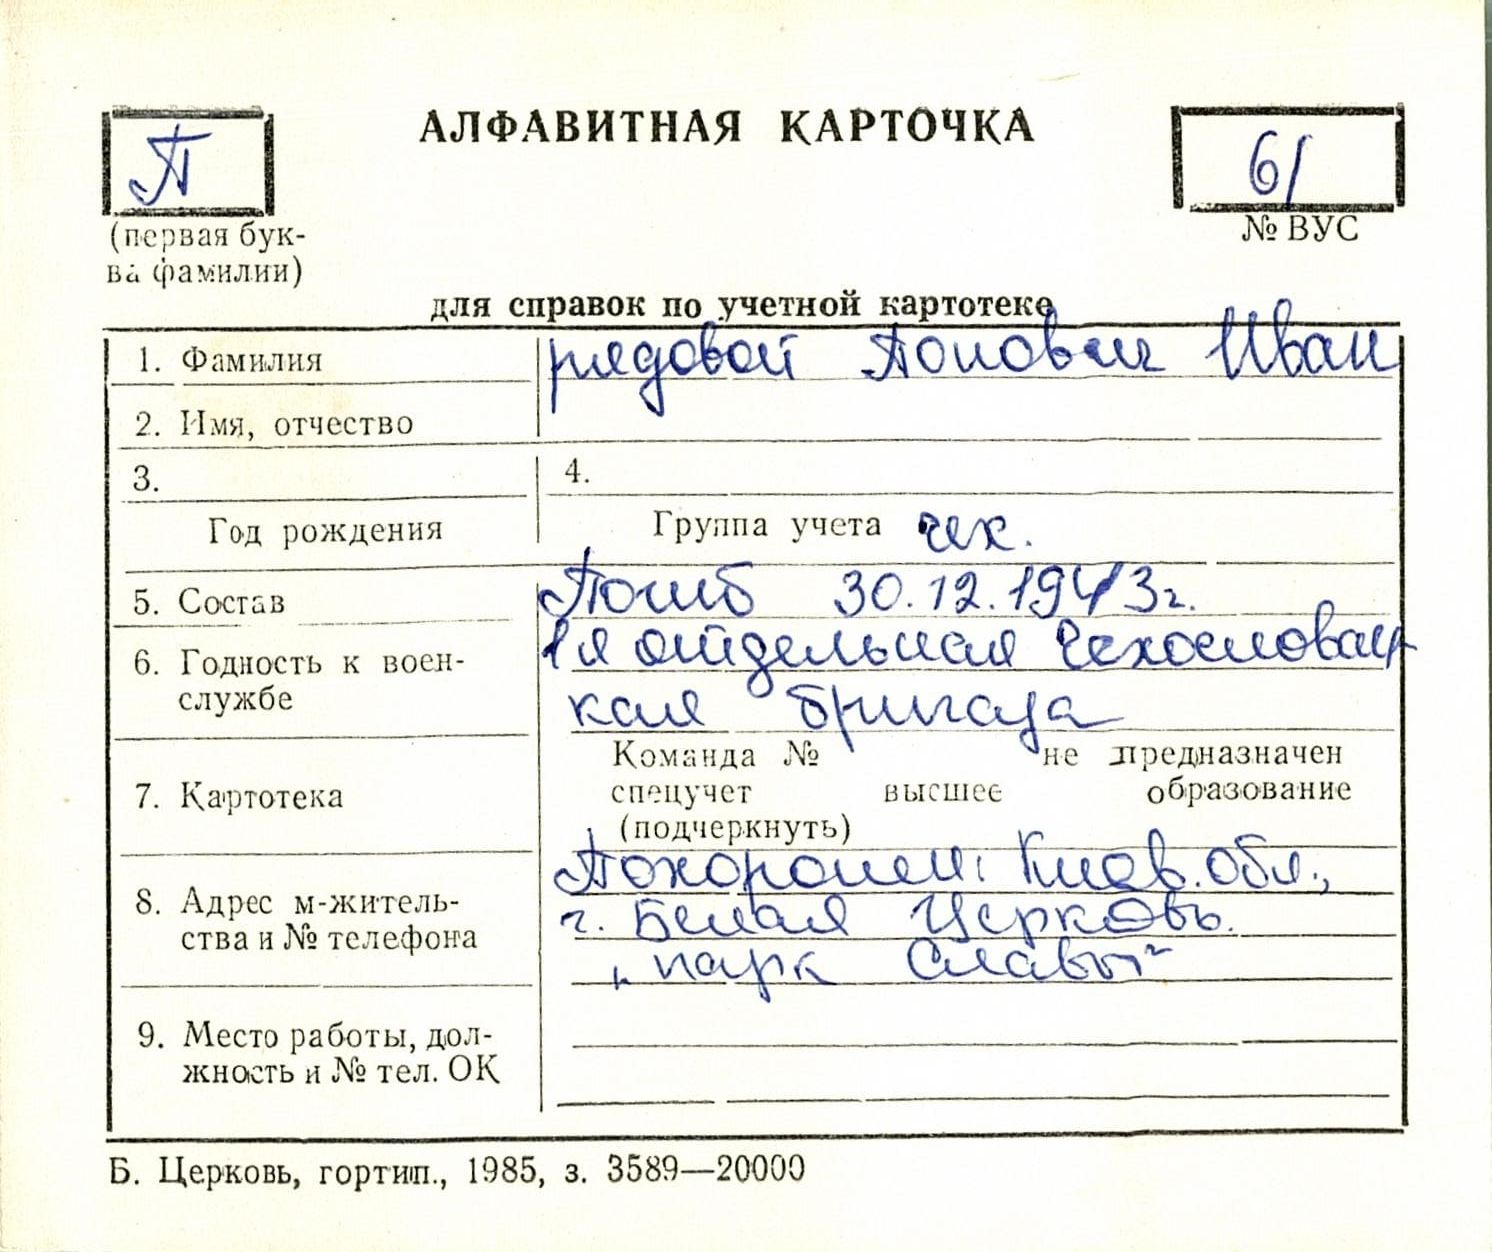 П
АЛФАВИТНАЯ КАРТОЧКА
6/
(первая бук-
ва фамилии)
№ ВУС
для справок по учетной картотеке
1. Фамилия
рядовой Попович Иван
2. Имя, отчество
3.
4.
Год рождения
Группа учета чех.
5. Состав
Погиб 30.12.1943г.
6. Годность к воен-
службе
1я отдельная Чехословац-
кая бригада
7. Картотека
Команда № не предназначен
спецучет высшее образование
(подчеркнуть)
8. Адрес м-житель-
ства и № телефона
Похоронен: Киев. обл.,
г. Белая Церковь.
„парк Славы"
9. Место работы, дол-
жность и № тел. ОК
Б. Церковь, гортип., 1985, з. 3589—20000